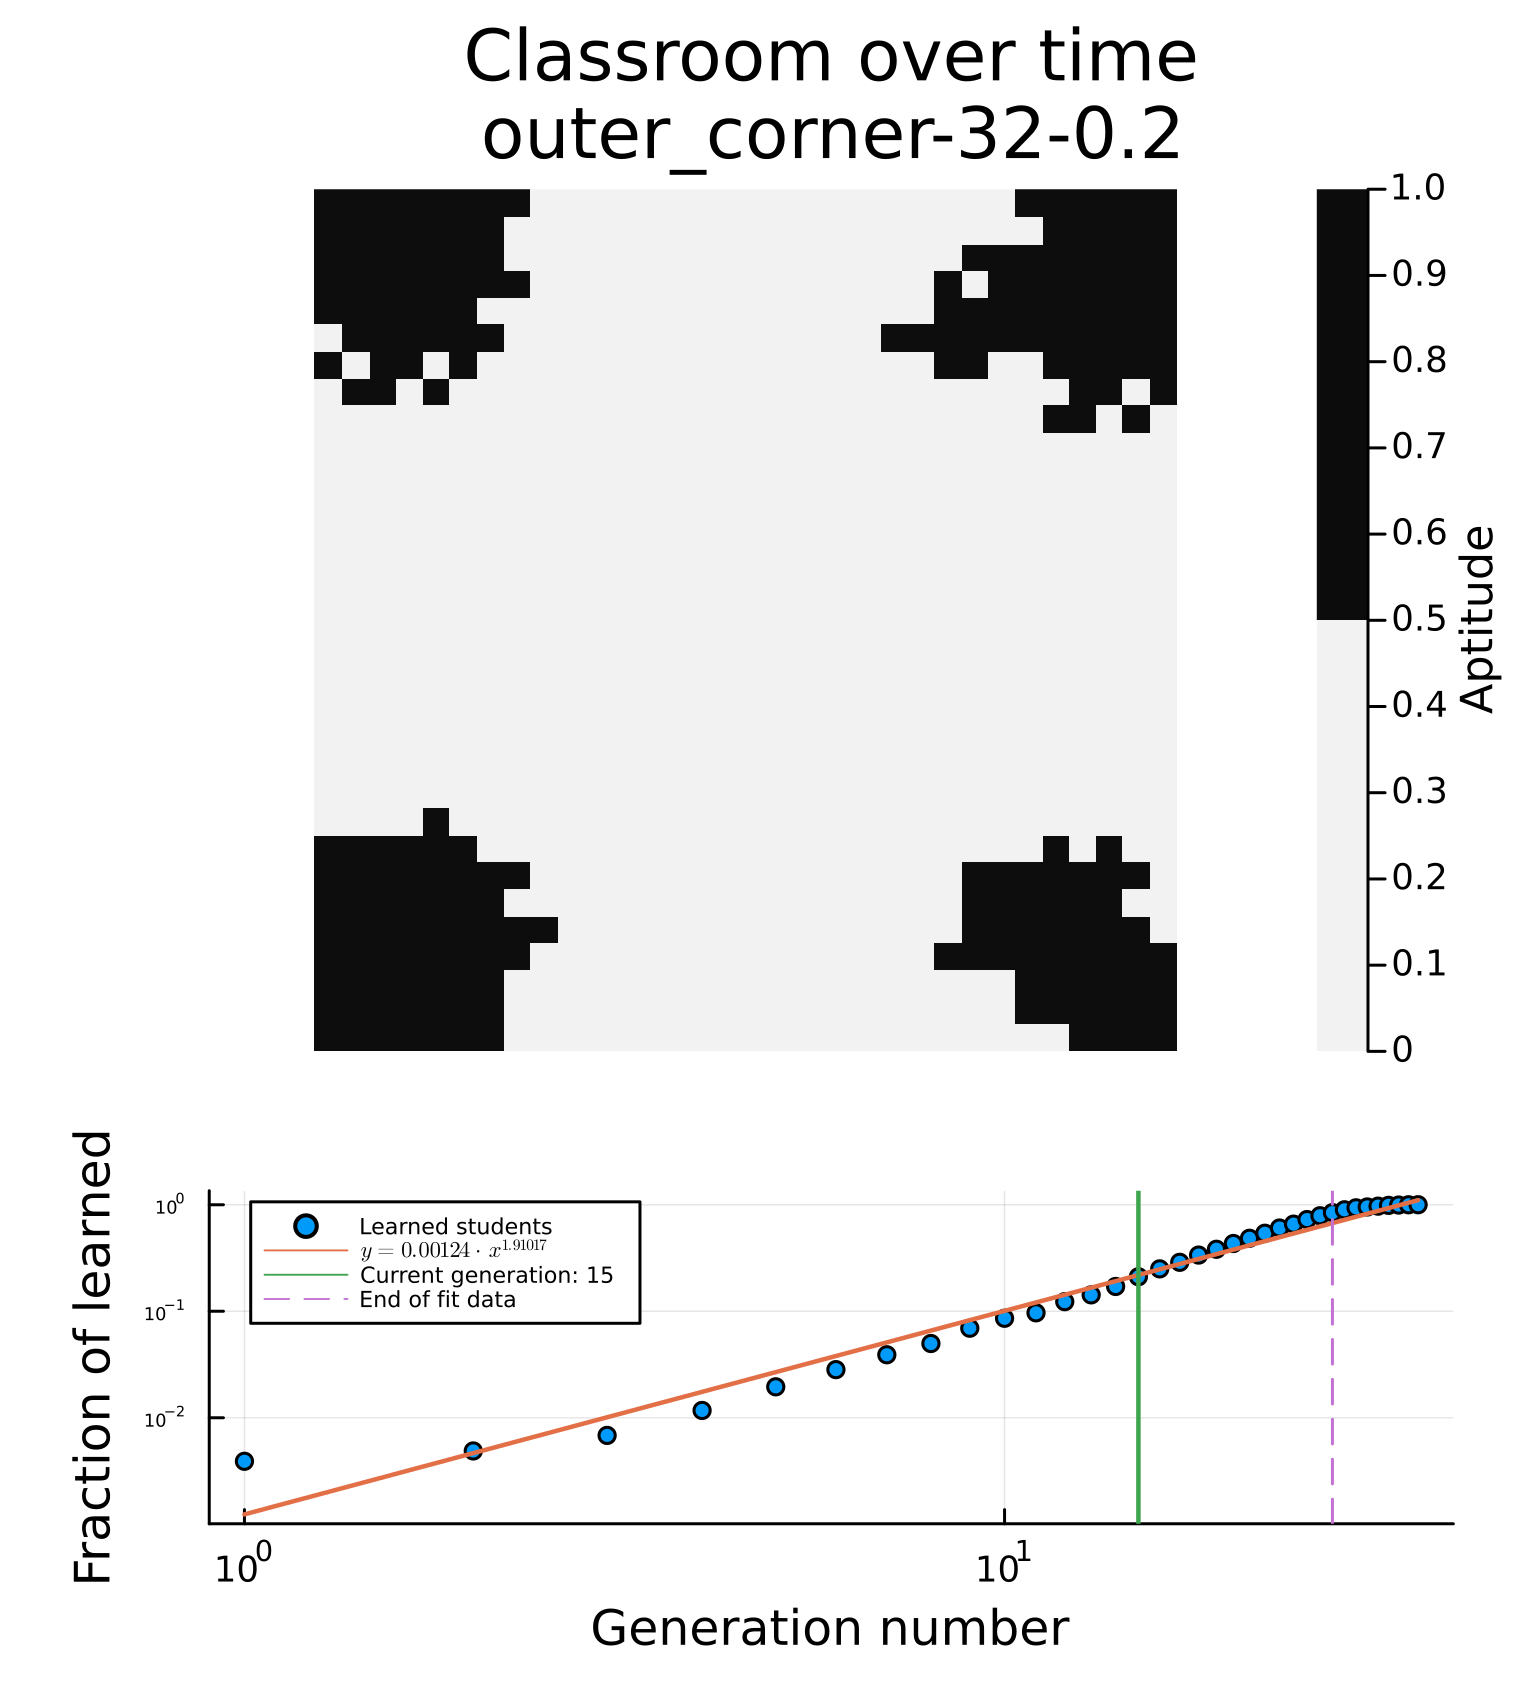 Classroom over time
outer_corner-32-0.2
1.0
0.9
0.8
0.7
0.6
0.5
0.4
0.3
0.2
0.1
0
Aptitude
Fraction of learned
10⁰
10⁻¹
10⁻²
Learned students
y = 0.00124 · x^1.91017
Current generation: 15
End of fit data
10⁰
10¹
Generation number